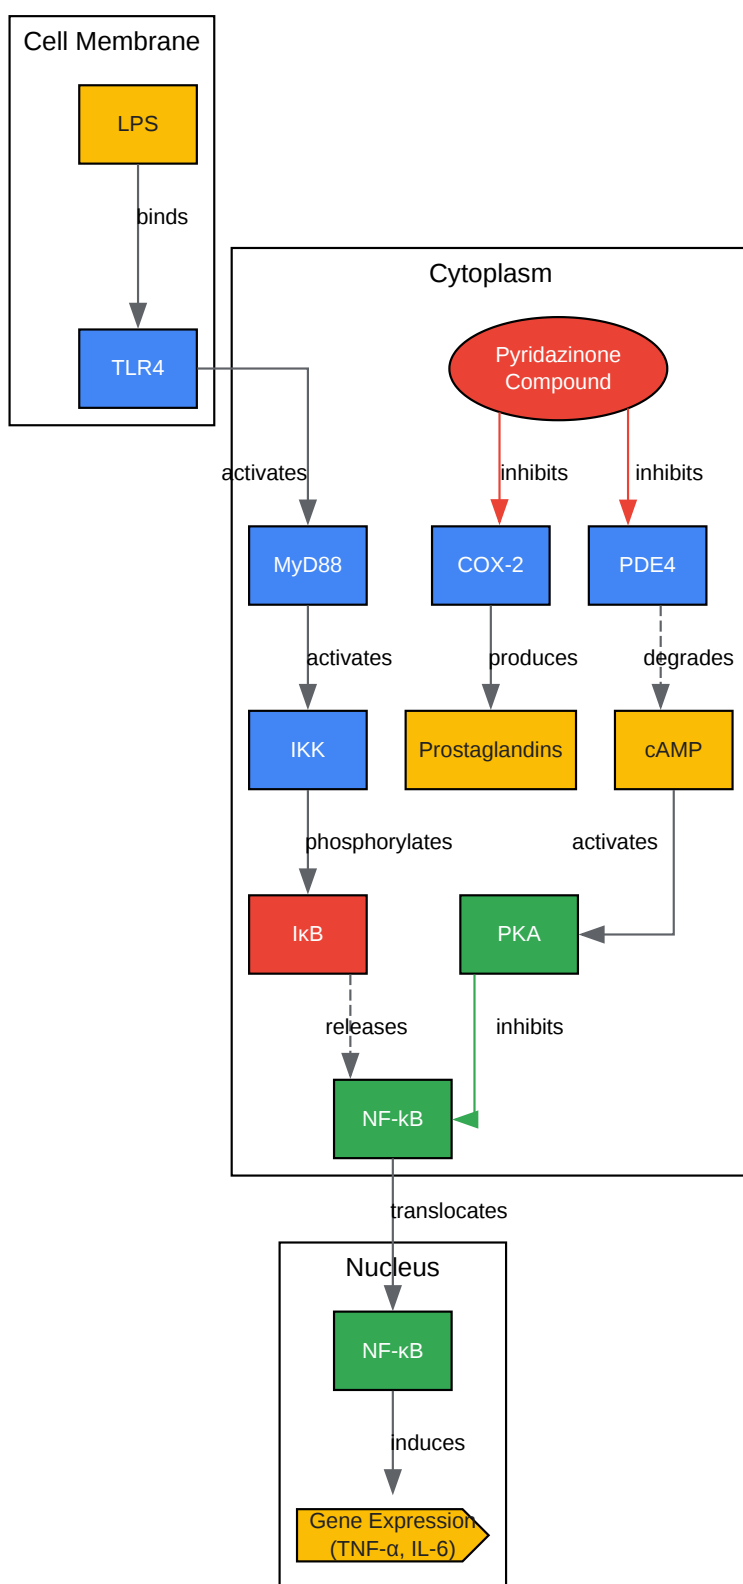 Cell Membrane
LPS
binds
TLR4
Cytoplasm
Pyridazinone
Compound
activates
inhibits
inhibits
MyD88
COX-2
PDE4
activates
produces
degrades
IKK
Prostaglandins
cAMP
phosphorylates
activates
IκB
PKA
releases
inhibits
NF-kB
translocates
Nucleus
NF-κB
induces
Gene Expression
(TNF-α, IL-6)